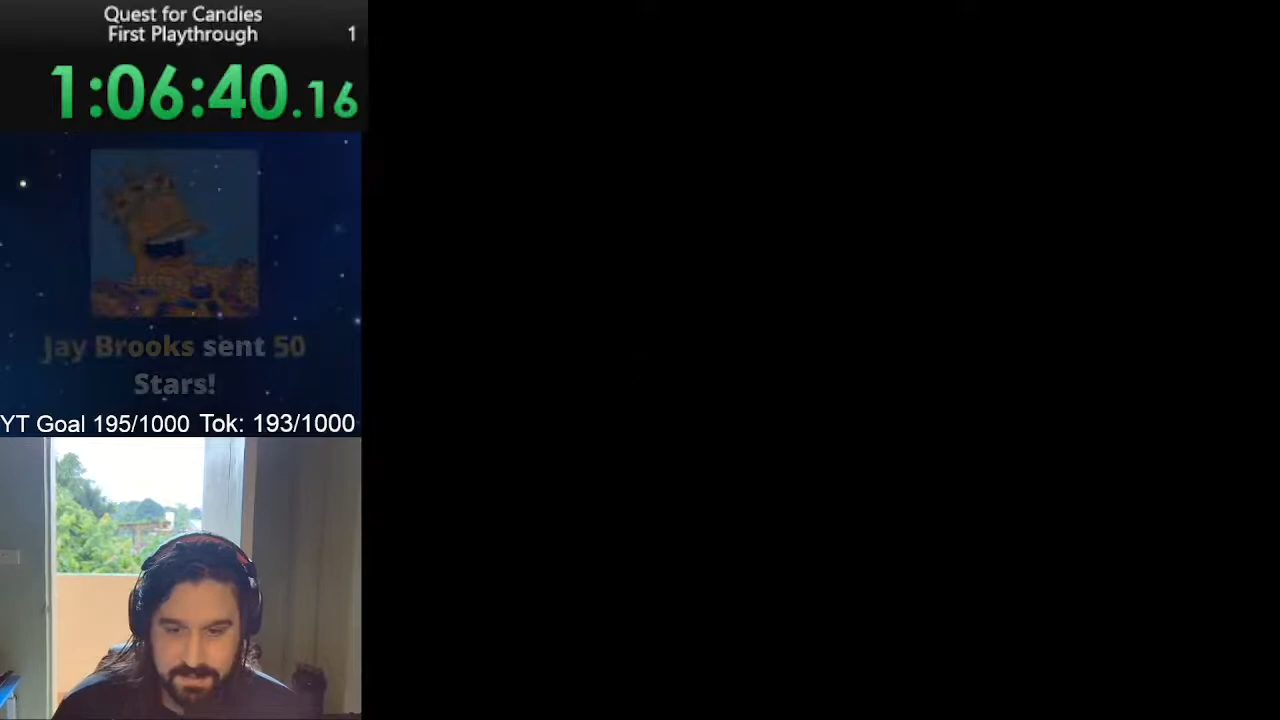 Quest for Candies
First Playthrough 1
1:06:40.16
Jay Brooks sent 50
Stars!
YT Goal 195/1000 Tok: 193/1000